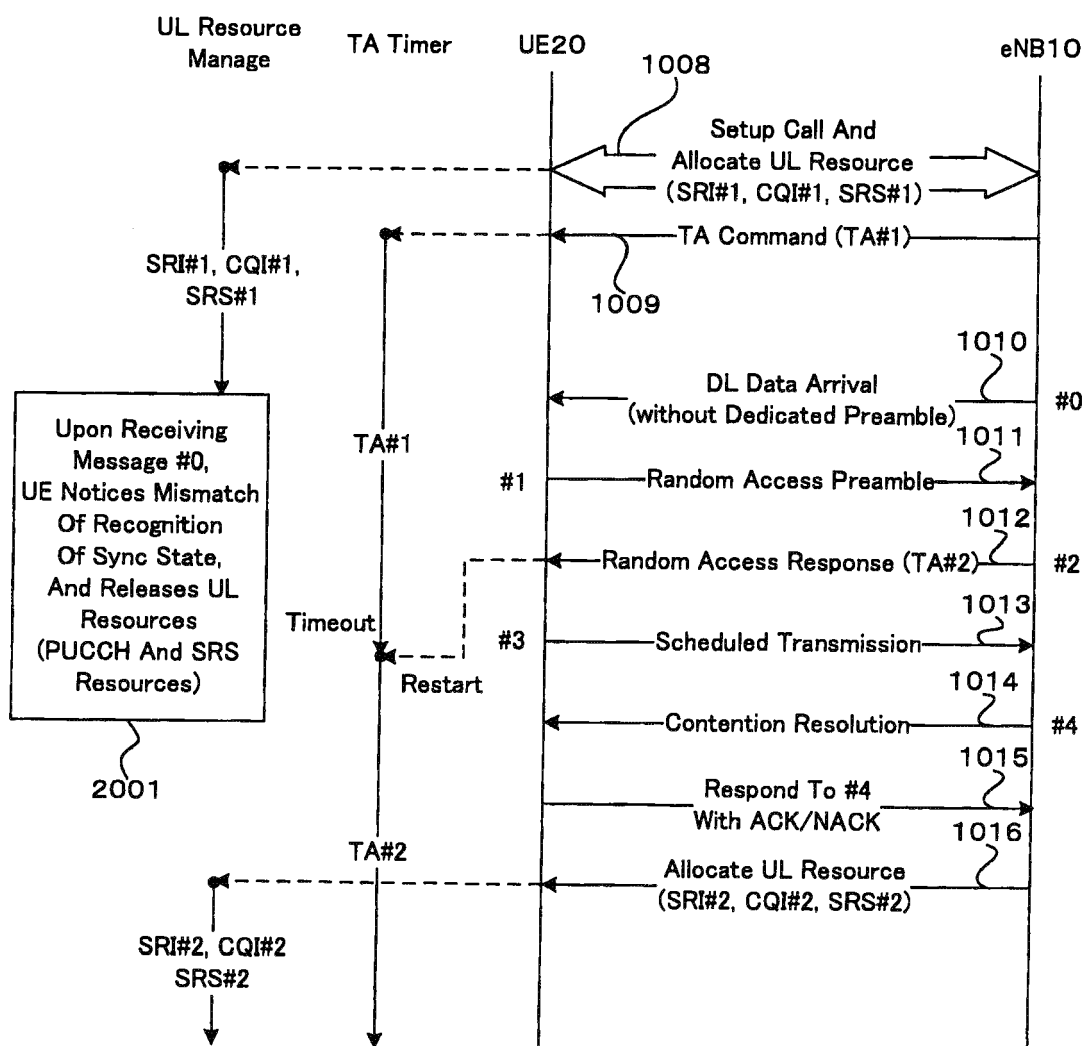 UL Resource
Manage
TA Timer
UE20
eNB10
1008
Setup Call And
Allocate UL Resource
(SRI#1, CQI#1, SRS#1)
TA Command (TA#1)
1009
SRI#1, CQI#1,
SRS#1
1010
DL Data Arrival
(without Dedicated Preamble)
#0
Upon Receiving
Message #0,
UE Notices Mismatch
Of Recognition
Of Sync State,
And Releases UL
Resources
(PUCCH And SRS
Resources)
2001
TA#1
1011
#1
Random Access Preamble
1012
Random Access Response (TA#2)
#2
Timeout
Restart
1013
#3
Scheduled Transmission
1014
Contention Resolution
#4
1015
Respond To #4
With ACK/NACK
TA#2
1016
Allocate UL Resource
(SRI#2, CQI#2, SRS#2)
SRI#2, CQI#2
SRS#2